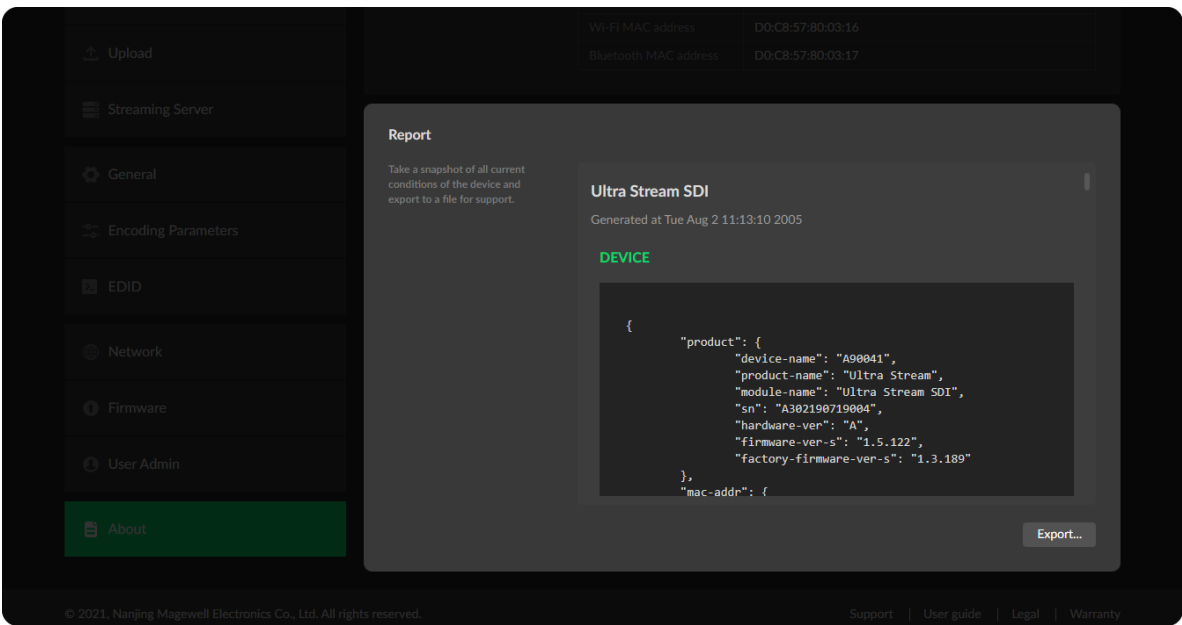 Wi-Fi MAC address D0:C8:57:80:03:16
Upload
Bluetooth MAC address D0:C8:57:80:03:17
Streaming Server
General
Encoding Parameters
EDID
Network
Firmware
User Admin
About
Report
Take a snapshot of all current
conditions of the device and
export to a file for support.
Ultra Stream SDI
Generated at Tue Aug 2 11:13:10 2005
DEVICE
{
"product": {
"device-name": "A90041",
"product-name": "Ultra Stream",
"module-name": "Ultra Stream SDI",
"sn": "A302190719004",
"hardware-ver": "A",
"firmware-ver-s": "1.5.122",
"factory-firmware-ver-s": "1.3.189"
},
"mac-addr": {
Export...
© 2021, Nanjing Magewell Electronics Co., Ltd. All rights reserved.
Support | User guide | Legal | Warranty